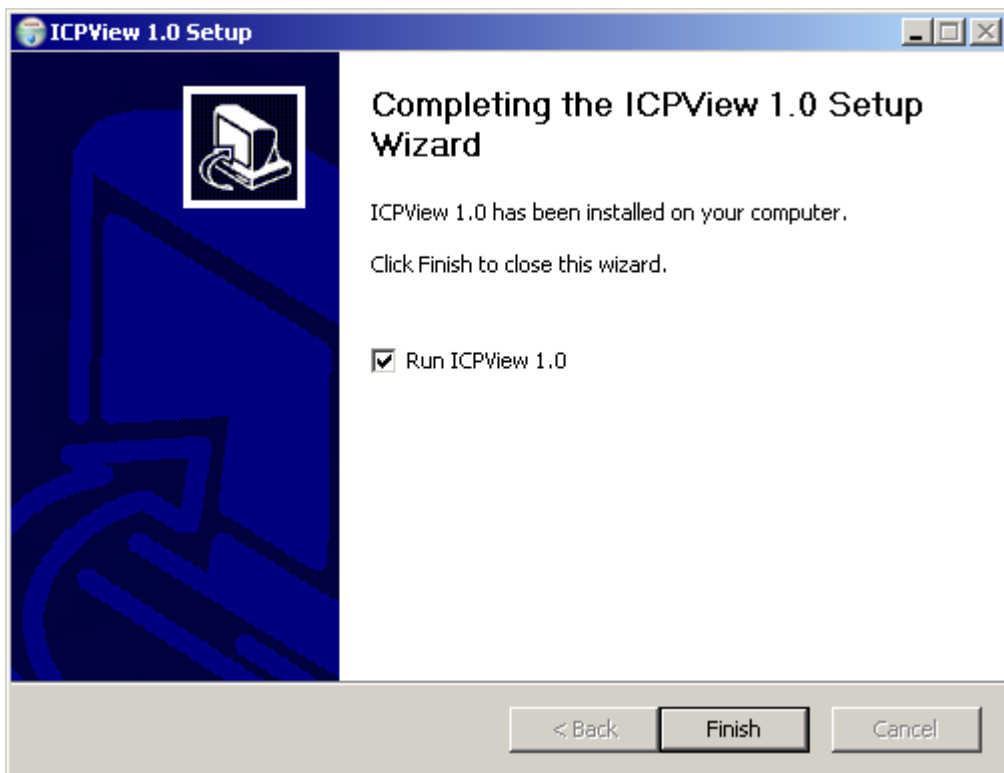 ICPView 1.0 Setup
Completing the ICPView 1.0 Setup
Wizard
ICPView 1.0 has been installed on your computer.
Click Finish to close this wizard.
Run ICPView 1.0
< Back
Finish
Cancel